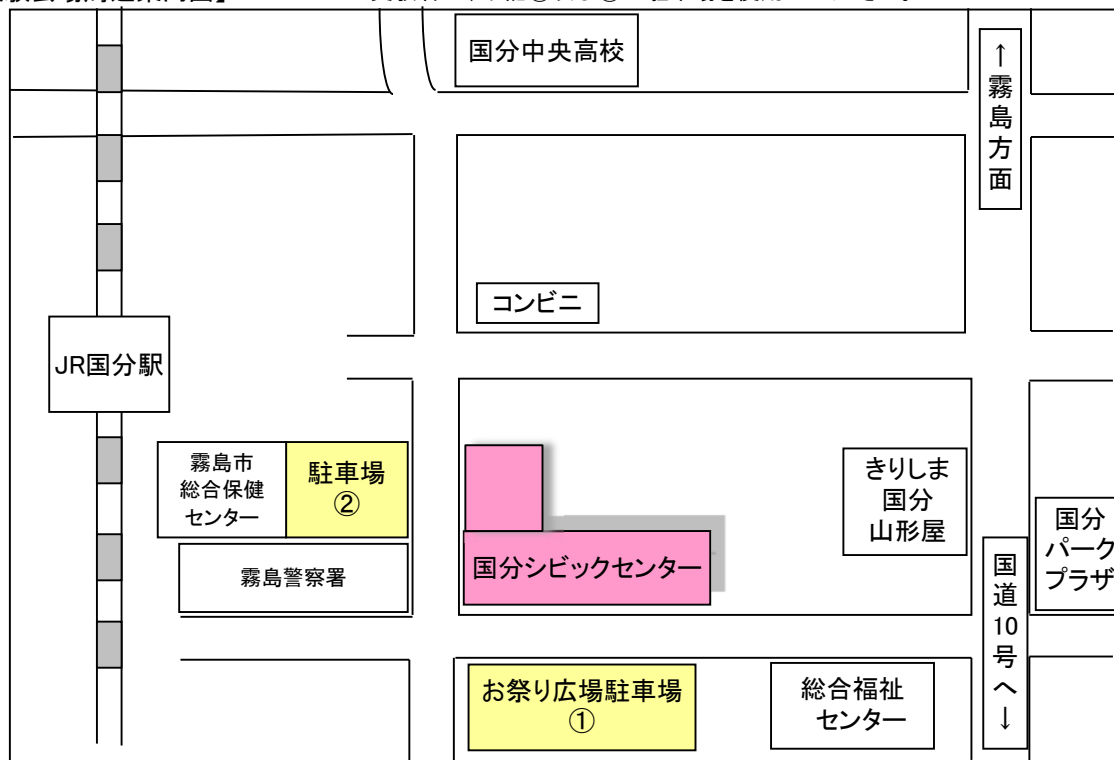 国分中央高校
↑霧島方面
コンビニ
JR国分駅
霧島市
総合保健
センター
駐車場
②
きりしま
国分
山形屋
国分
パーク
プラザ
国分シビックセンター
霧島警察署
国道10号へ↓
お祭り広場駐車場
①
総合福祉
センター